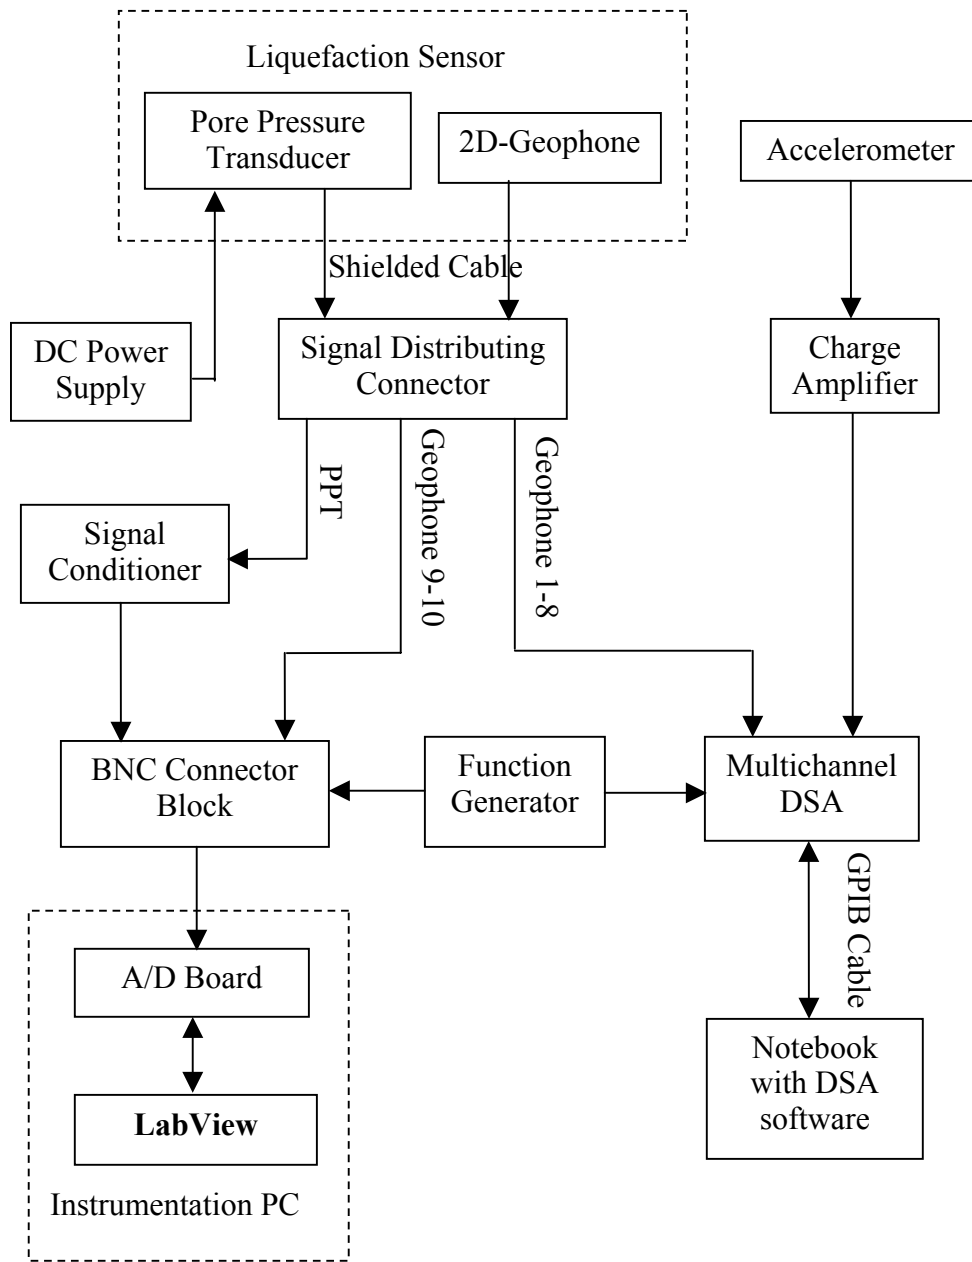 Liquefaction Sensor
Pore Pressure
Transducer
2D-Geophone
Accelerometer
Shielded Cable
DC Power
Supply
Signal Distributing
Connector
Charge
Amplifier
PPT
Geophone 9-10
Geophone 1-8
Signal
Conditioner
BNC Connector
Block
Function
Generator
Multichannel
DSA
GPIB Cable
A/D Board
LabView
Instrumentation PC
Notebook
with DSA
software